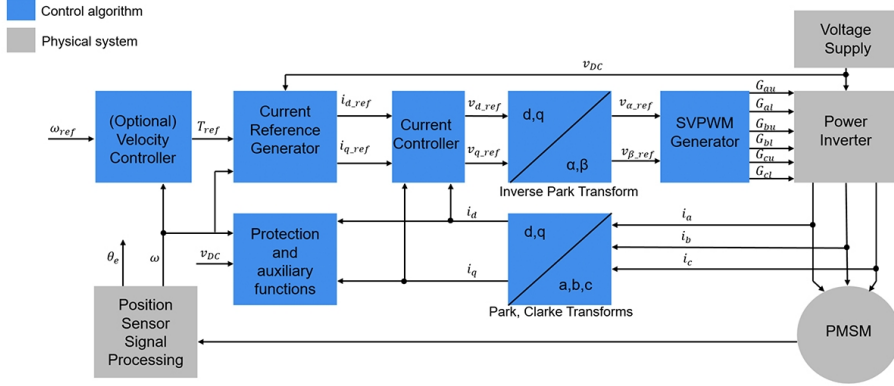 Control algorithm
Physical system
Voltage
Supply
v_DC
ω_ref
(Optional)
Velocity
Controller
T_ref
Current
Reference
Generator
i_d_ref
i_q_ref
Current
Controller
v_d_ref
v_q_ref
d,q
α,β
Inverse Park Transform
v_α_ref
v_β_ref
SVPWM
Generator
G_au
G_al
G_bu
G_bl
G_cu
G_cl
Power
Inverter
θ_e
ω
v_DC
Protection
and
auxiliary
functions
i_d
i_q
d,q
a,b,c
Park, Clarke Transforms
i_a
i_b
i_c
Position
Sensor
Signal
Processing
PMSM